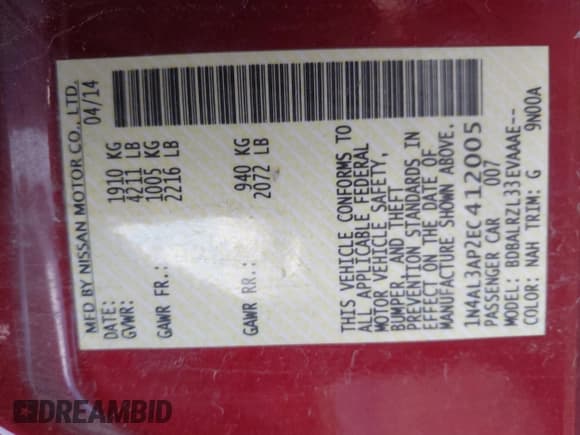 MFD BY NISSAN MOTOR CO., LTD.
DATE: 04/14
GVWR: 1910 KG
4211 LB
GAWR FR.: 1005 KG
2216 LB
GAWR RR.: 940 KG
2072 LB
THIS VEHICLE CONFORMS TO
ALL APPLICABLE FEDERAL
MOTOR VEHICLE SAFETY,
BUMPER, AND THEFT
PREVENTION STANDARDS IN
EFFECT ON THE DATE OF
MANUFACTURE SHOWN ABOVE.
1N4AL3AP2EC412005
PASSENGER CAR 007
MODEL: BDBALRZL33EVAAAE--
COLOR: NAH TRIM: G 9N00A
DREAMBID